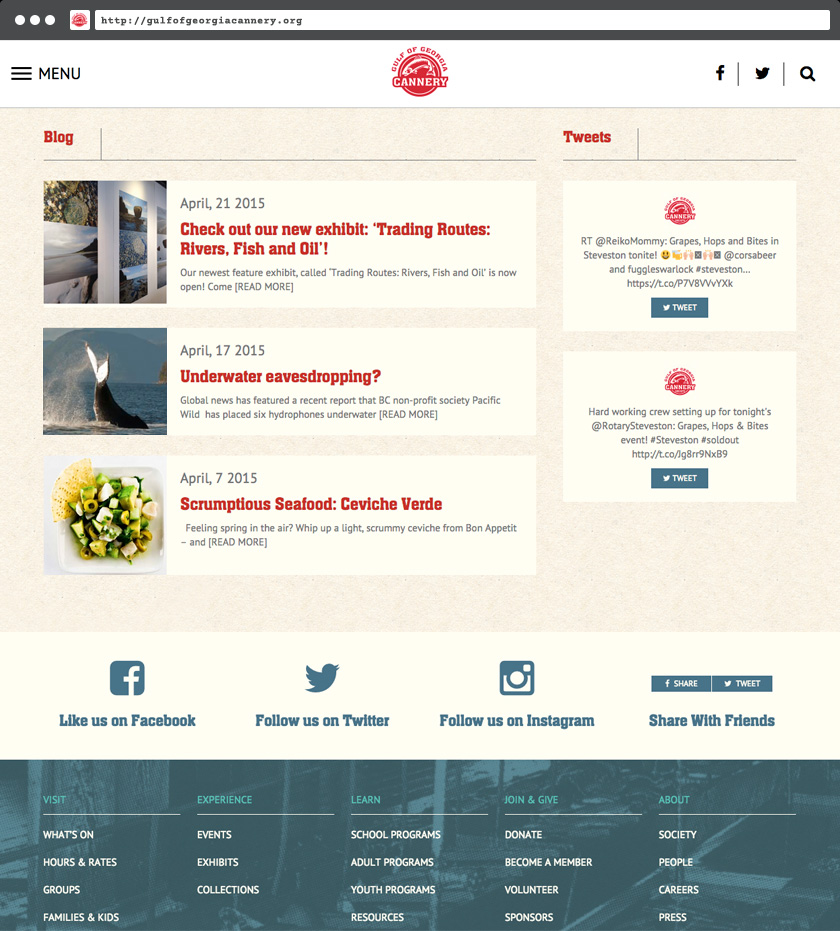 http://gulfofgeorgiacannery.org
MENU
GULF OF GEORGIA
CANNERY
Blog
April, 21 2015
Check out our new exhibit: ‘Trading Routes:
Rivers, Fish and Oil’!
Our newest feature exhibit, called ‘Trading Routes: Rivers, Fish and Oil’ is now
open! Come [READ MORE]
April, 17 2015
Underwater eavesdropping?
Global news has featured a recent report that BC non-profit society Pacific
Wild has placed six hydrophones underwater [READ MORE]
April, 7 2015
Scrumptious Seafood: Ceviche Verde
Feeling spring in the air? Whip up a light, scrummy ceviche from Bon Appetit
– and [READ MORE]
Tweets
GULF OF GEORGIA
CANNERY
RT @ReikoMommy: Grapes, Hops and Bites in
Steveston tonite! @corsabeer
and fuggleswarlock #steveston...
https://t.co/P7V8VVvYXk
TWEET
GULF OF GEORGIA
CANNERY
Hard working crew setting up for tonight's
@RotarySteveston: Grapes, Hops & Bites
event! #Steveston #soldout
http://t.co/Jg8rr9NxB9
TWEET
Like us on Facebook
Follow us on Twitter
Follow us on Instagram
SHARE
TWEET
Share With Friends
VISIT
WHAT'S ON
HOURS & RATES
GROUPS
FAMILIES & KIDS
EXPERIENCE
EVENTS
EXHIBITS
COLLECTIONS
LEARN
SCHOOL PROGRAMS
ADULT PROGRAMS
YOUTH PROGRAMS
RESOURCES
JOIN & GIVE
DONATE
BECOME A MEMBER
VOLUNTEER
SPONSORS
ABOUT
SOCIETY
PEOPLE
CAREERS
PRESS